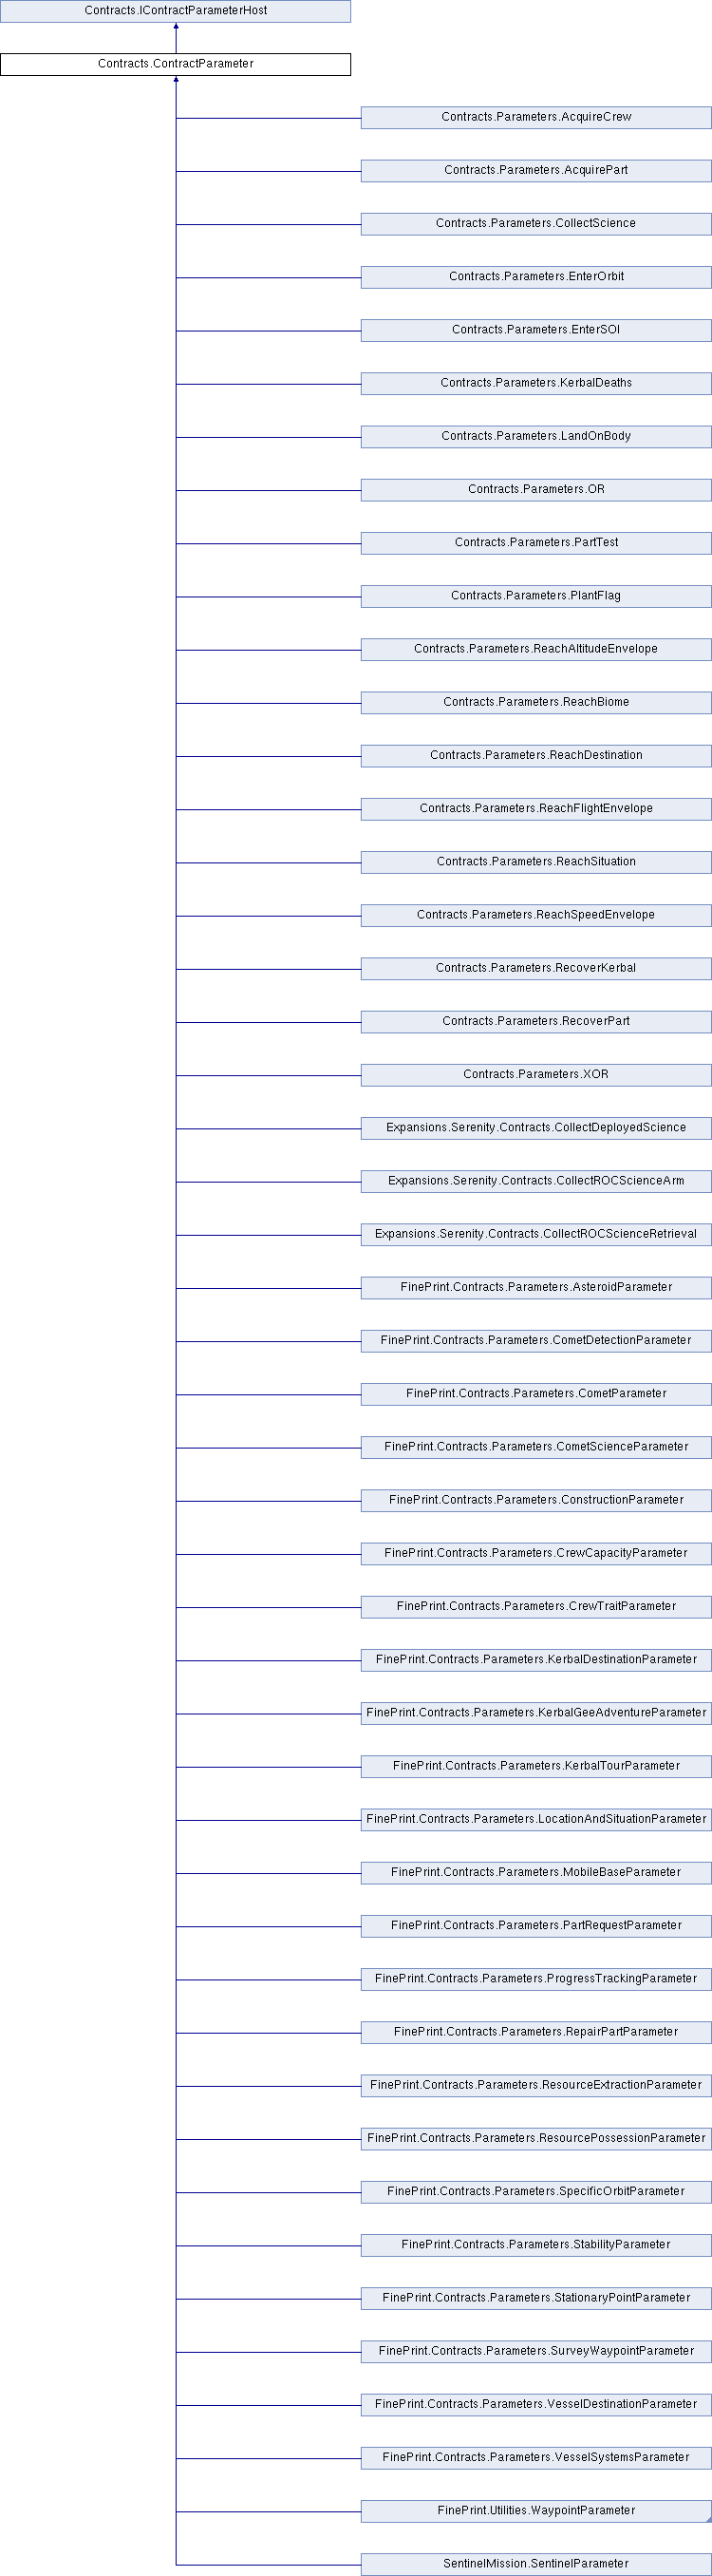 Contracts.IContractParameterHost
Contracts.ContractParameter
Contracts.Parameters.AcquireCrew
Contracts.Parameters.AcquirePart
Contracts.Parameters.CollectScience
Contracts.Parameters.EnterOrbit
Contracts.Parameters.EnterSOI
Contracts.Parameters.KerbalDeaths
Contracts.Parameters.LandOnBody
Contracts.Parameters.OR
Contracts.Parameters.PartTest
Contracts.Parameters.PlantFlag
Contracts.Parameters.ReachAltitudeEnvelope
Contracts.Parameters.ReachBiome
Contracts.Parameters.ReachDestination
Contracts.Parameters.ReachFlightEnvelope
Contracts.Parameters.ReachSituation
Contracts.Parameters.ReachSpeedEnvelope
Contracts.Parameters.RecoverKerbal
Contracts.Parameters.RecoverPart
Contracts.Parameters.XOR
Expansions.Serenity.Contracts.CollectDeployedScience
Expansions.Serenity.Contracts.CollectROCScienceArm
Expansions.Serenity.Contracts.CollectROCScienceRetrieval
FinePrint.Contracts.Parameters.AsteroidParameter
FinePrint.Contracts.Parameters.CometDetectionParameter
FinePrint.Contracts.Parameters.CometParameter
FinePrint.Contracts.Parameters.CometScienceParameter
FinePrint.Contracts.Parameters.ConstructionParameter
FinePrint.Contracts.Parameters.CrewCapacityParameter
FinePrint.Contracts.Parameters.CrewTraitParameter
FinePrint.Contracts.Parameters.KerbalDestinationParameter
FinePrint.Contracts.Parameters.KerbalGeeAdventureParameter
FinePrint.Contracts.Parameters.KerbalTourParameter
FinePrint.Contracts.Parameters.LocationAndSituationParameter
FinePrint.Contracts.Parameters.MobileBaseParameter
FinePrint.Contracts.Parameters.PartRequestParameter
FinePrint.Contracts.Parameters.ProgressTrackingParameter
FinePrint.Contracts.Parameters.RepairPartParameter
FinePrint.Contracts.Parameters.ResourceExtractionParameter
FinePrint.Contracts.Parameters.ResourcePossessionParameter
FinePrint.Contracts.Parameters.SpecificOrbitParameter
FinePrint.Contracts.Parameters.StabilityParameter
FinePrint.Contracts.Parameters.StationaryPointParameter
FinePrint.Contracts.Parameters.SurveyWaypointParameter
FinePrint.Contracts.Parameters.VesselDestinationParameter
FinePrint.Contracts.Parameters.VesselSystemsParameter
FinePrint.Utilities.WaypointParameter
SentinelMission.SentinelParameter